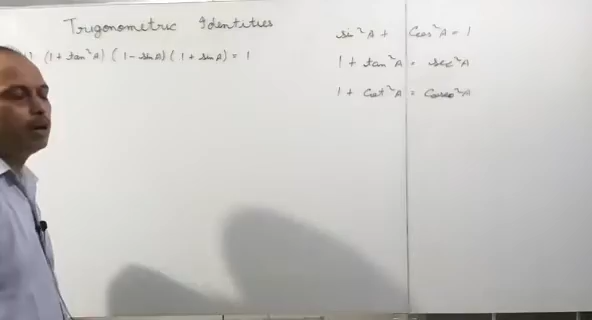 Trigonometric Identities
(1 + tan²A) (1 - sinA) (1 + sinA) = 1
sin²A + Cos²A = 1
1 + tan²A = sec²A
1 + Cot²A = Cosec²A